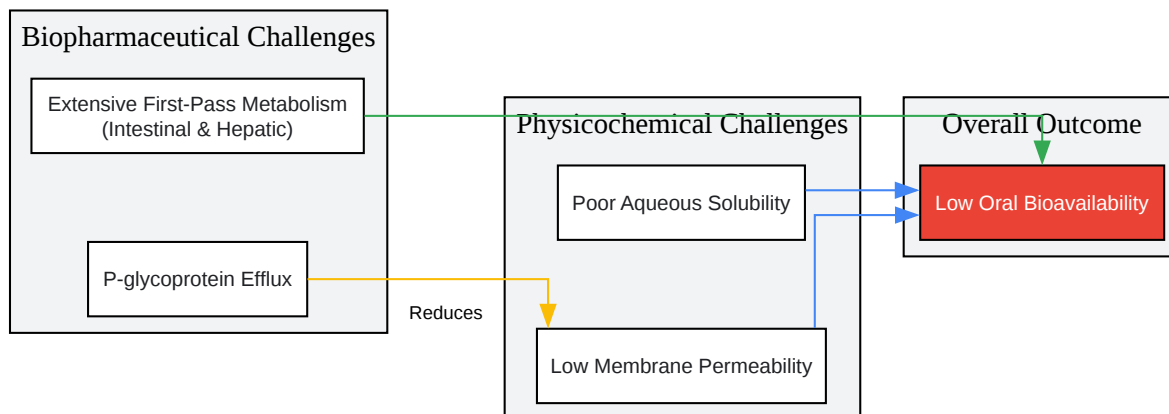 Biopharmaceutical Challenges
Extensive First-Pass Metabolism
(Intestinal & Hepatic)
P-glycoprotein Efflux
Reduces
Physicochemical Challenges
Poor Aqueous Solubility
Low Membrane Permeability
Overall Outcome
Low Oral Bioavailability